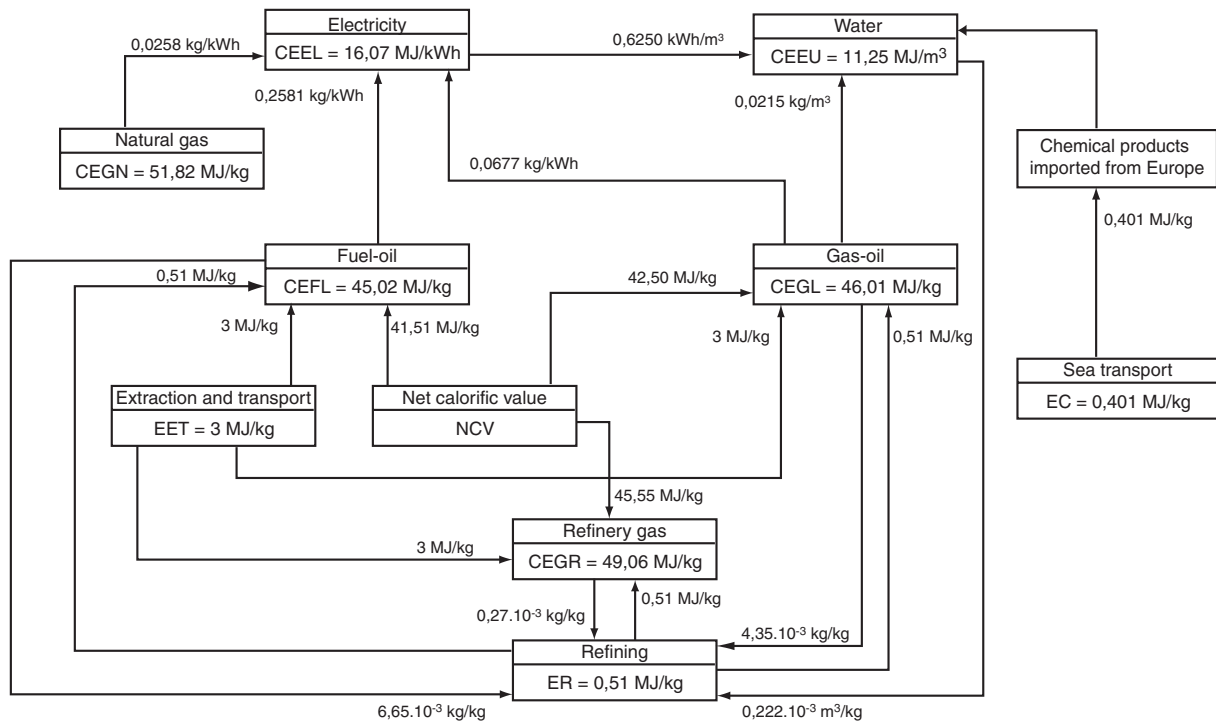 Electricity
CEEL = 16,07 MJ/kWh
0,0258 kg/kWh
0,6250 kWh/m³
Water
CEEU = 11,25 MJ/m³
0,2581 kg/kWh
0,0215 kg/m³
Natural gas
CEGN = 51,82 MJ/kg
0,0677 kg/kWh
Chemical products
imported from Europe
0,401 MJ/kg
Fuel-oil
CEFL = 45,02 MJ/kg
0,51 MJ/kg
42,50 MJ/kg
Gas-oil
CEGL = 46,01 MJ/kg
3 MJ/kg
41,51 MJ/kg
3 MJ/kg
0,51 MJ/kg
Sea transport
EC = 0,401 MJ/kg
Extraction and transport
EET = 3 MJ/kg
Net calorific value
NCV
45,55 MJ/kg
Refinery gas
CEGR = 49,06 MJ/kg
3 MJ/kg
0,27.10⁻³ kg/kg
0,51 MJ/kg
4,35.10⁻³ kg/kg
Refining
ER = 0,51 MJ/kg
6,65.10⁻³ kg/kg
0,222.10⁻³ m³/kg